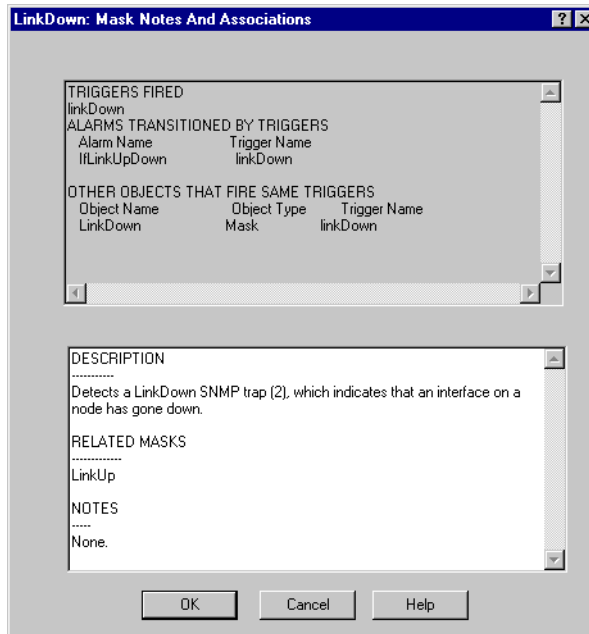 LinkDown: Mask Notes And Associations
TRIGGERS FIRED
linkDown
ALARMS TRANSITIONED BY TRIGGERS
Alarm Name Trigger Name
IfLinkUpDown linkDown
OTHER OBJECTS THAT FIRE SAME TRIGGERS
Object Name Object Type Trigger Name
LinkDown Mask linkDown
DESCRIPTION
-----------
Detects a LinkDown SNMP trap (2), which indicates that an interface on a
node has gone down.
RELATED MASKS
-------------
LinkUp
NOTES
-----
None.
OK Cancel Help